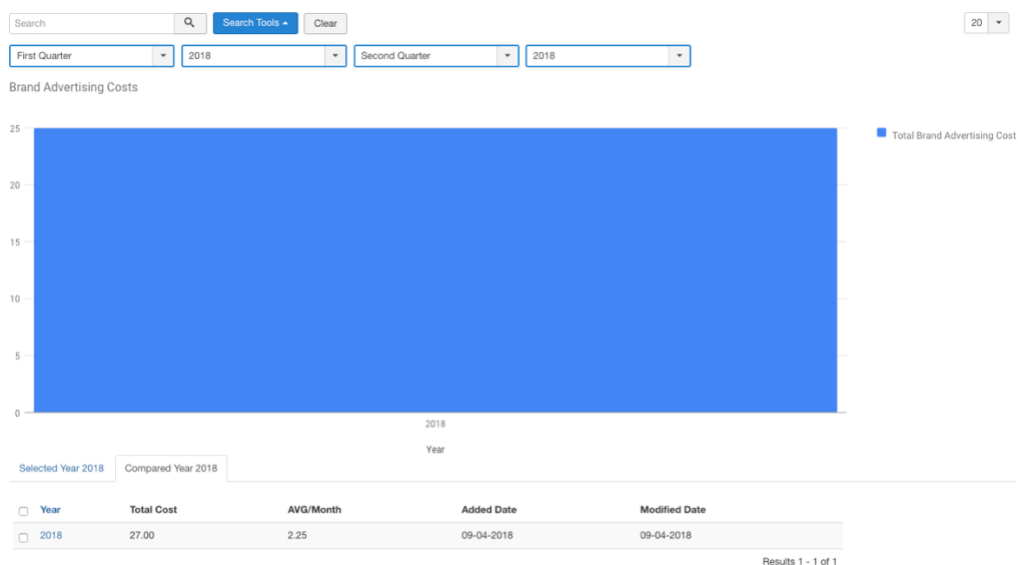 Search Search Tools Clear 20
First Quarter 2018 Second Quarter 2018
Brand Advertising Costs
25
Total Brand Advertising Cost
20
15
10
5
0
2018
Year
Selected Year 2018 Compared Year 2018
Year Total Cost AVG/Month Added Date Modified Date
2018 27.00 2.25 09-04-2018 09-04-2018
Results 1 - 1 of 1